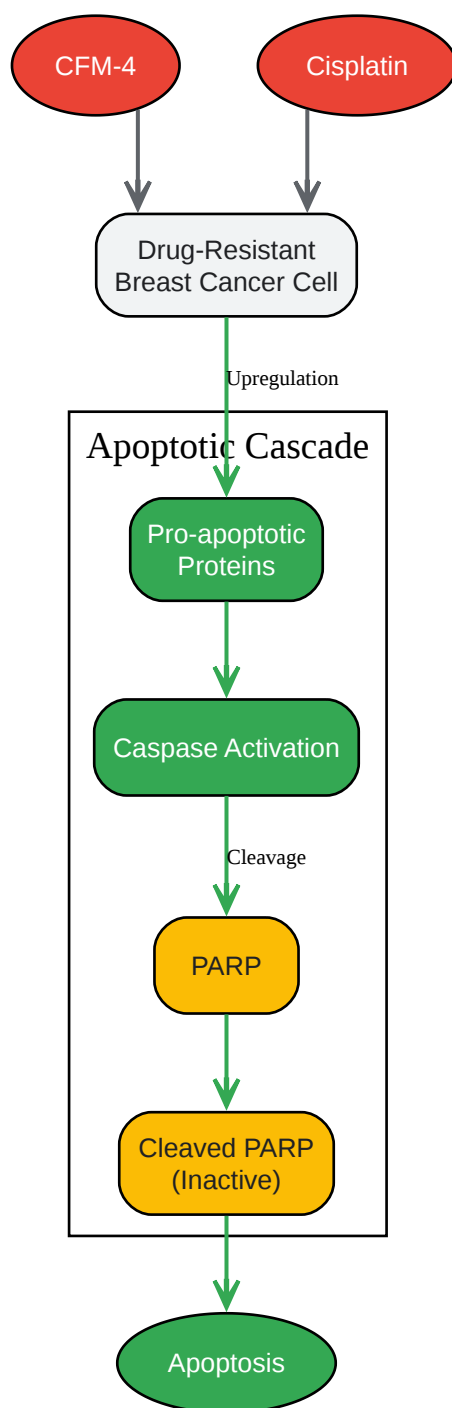 CFM-4
Cisplatin
Drug-Resistant
Breast Cancer Cell
Upregulation
Apoptotic Cascade
Pro-apoptotic
Proteins
Caspase Activation
Cleavage
PARP
Cleaved PARP
(Inactive)
Apoptosis